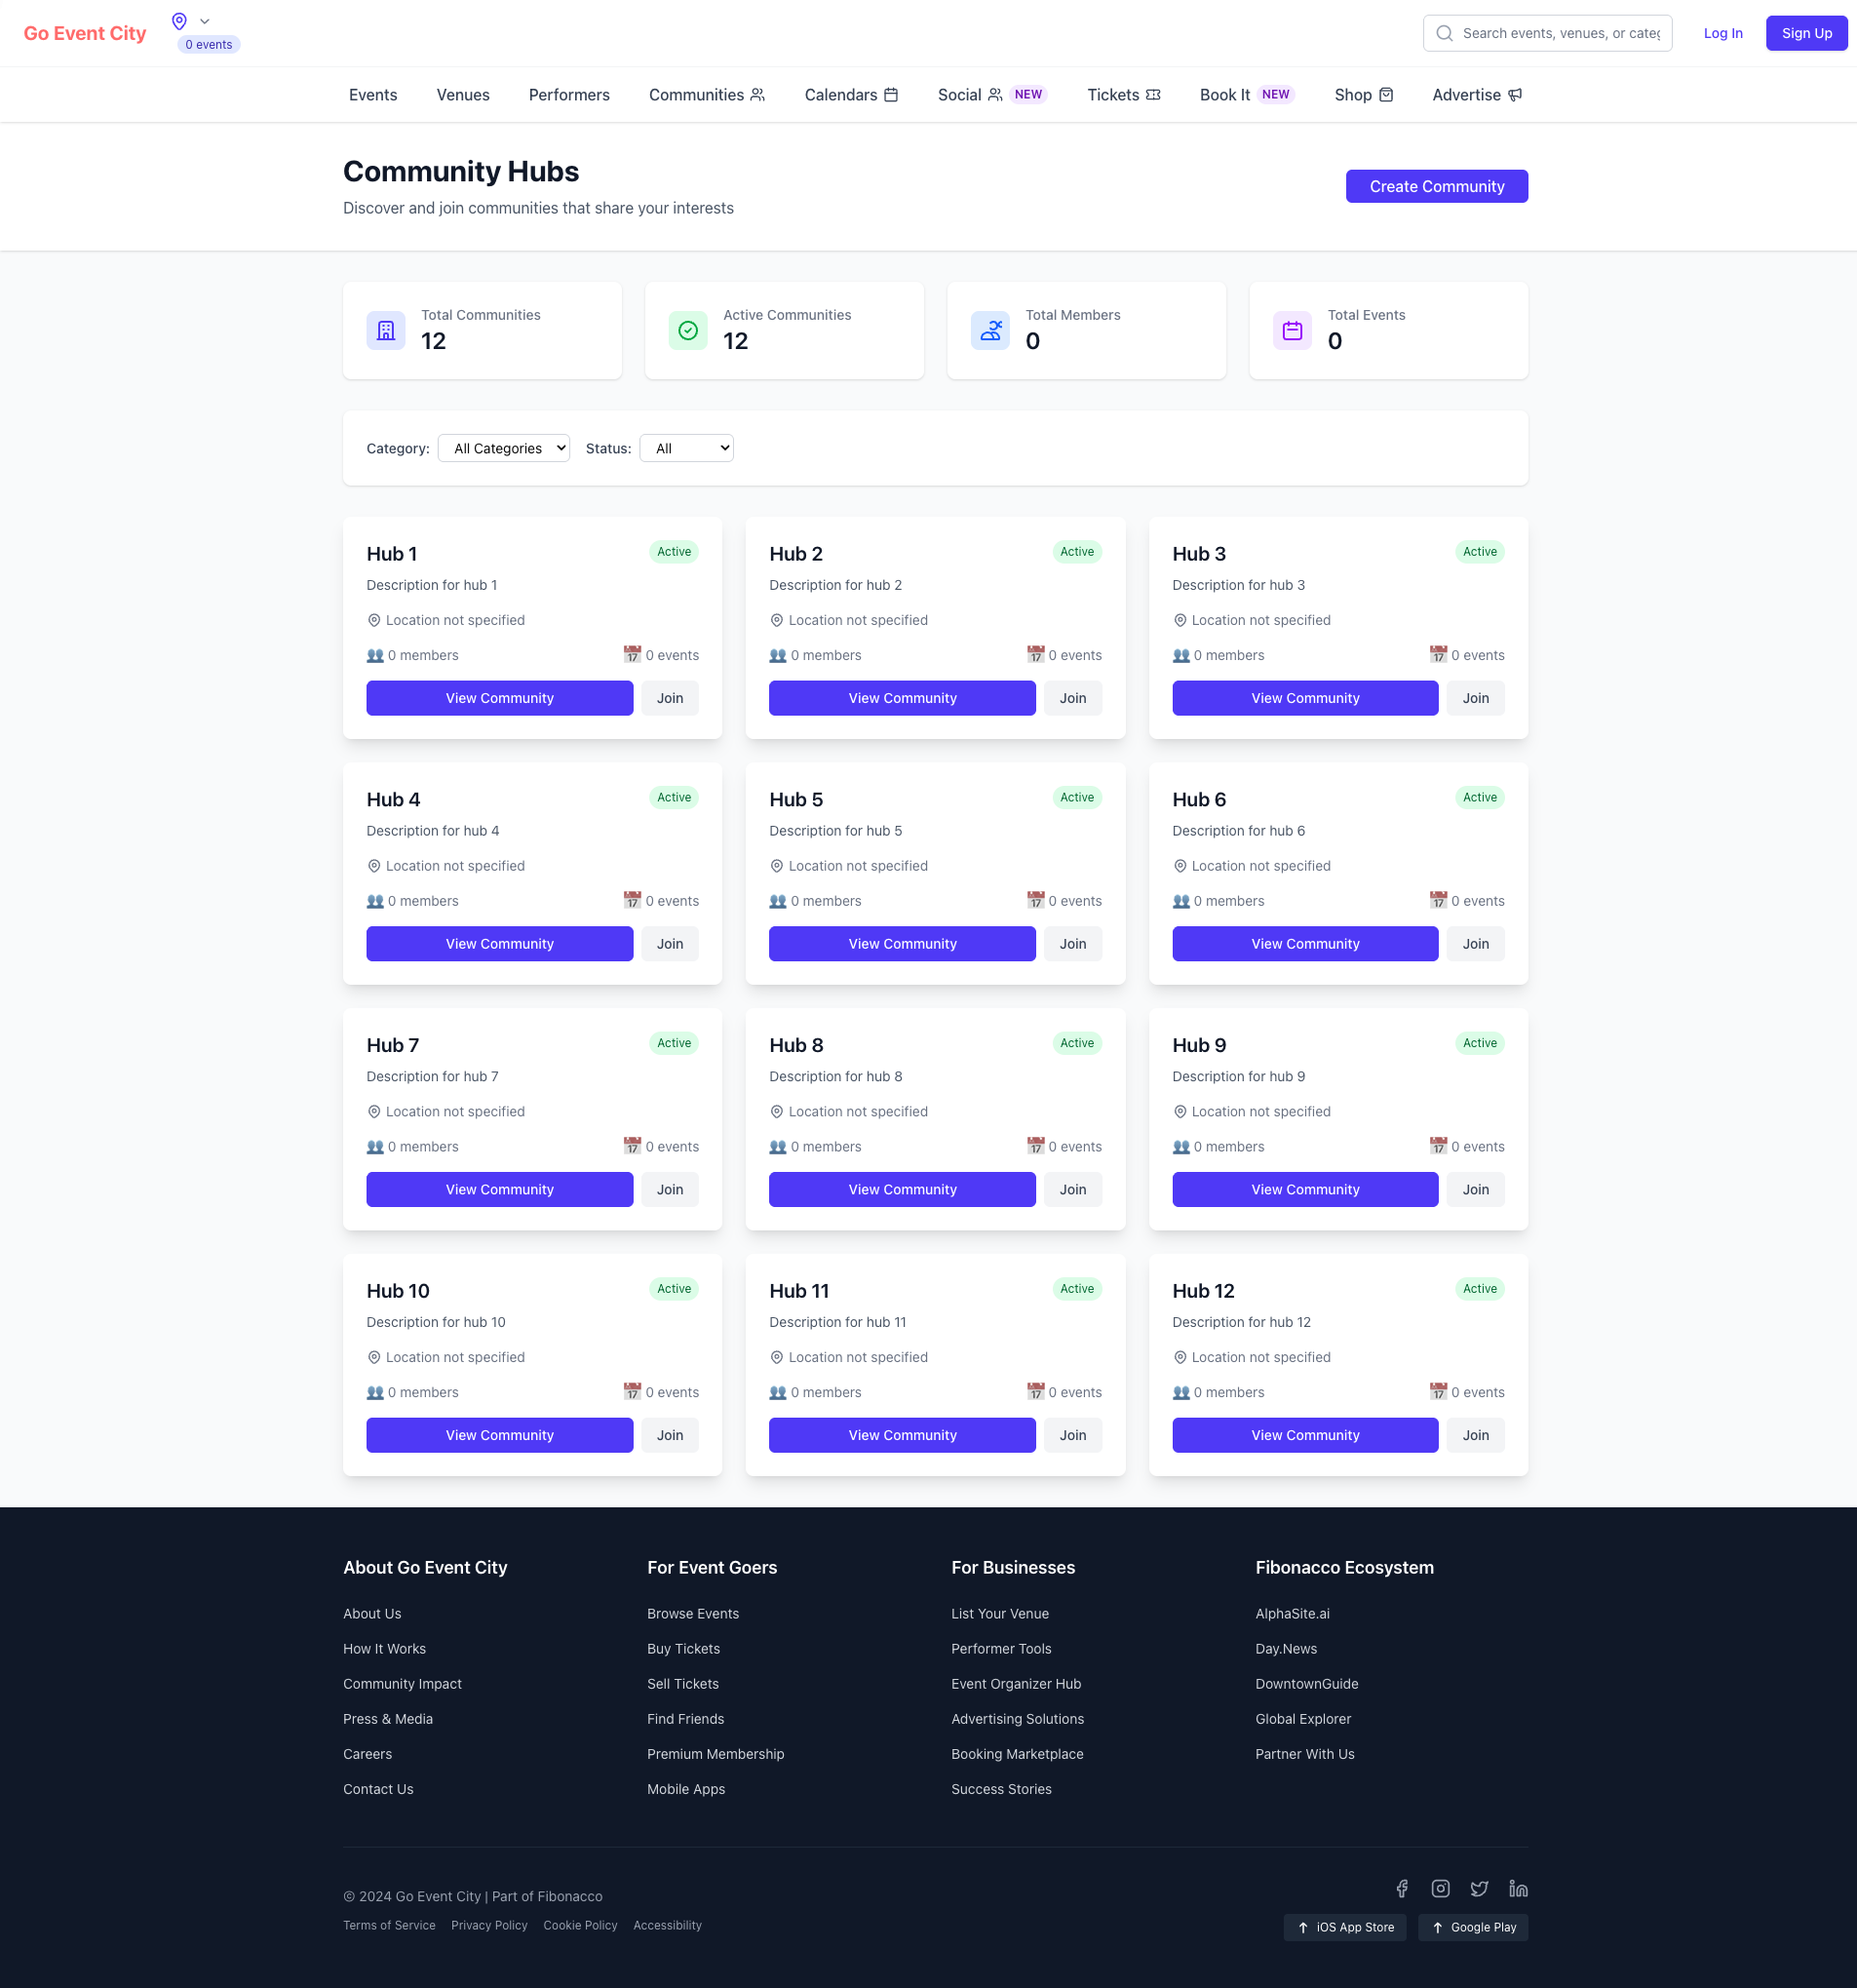 Go Event City
0 events
Search events, venues, or categ
Log In
Sign Up
Events Venues Performers Communities Calendars Social NEW Tickets Book It NEW Shop Advertise
Community Hubs
Discover and join communities that share your interests
Create Community
Total Communities
12
Active Communities
12
Total Members
0
Total Events
0
Category: All Categories Status: All
Hub 1 Active
Description for hub 1
Location not specified
0 members 0 events
View Community Join
Hub 2 Active
Description for hub 2
Location not specified
0 members 0 events
View Community Join
Hub 3 Active
Description for hub 3
Location not specified
0 members 0 events
View Community Join
Hub 4 Active
Description for hub 4
Location not specified
0 members 0 events
View Community Join
Hub 5 Active
Description for hub 5
Location not specified
0 members 0 events
View Community Join
Hub 6 Active
Description for hub 6
Location not specified
0 members 0 events
View Community Join
Hub 7 Active
Description for hub 7
Location not specified
0 members 0 events
View Community Join
Hub 8 Active
Description for hub 8
Location not specified
0 members 0 events
View Community Join
Hub 9 Active
Description for hub 9
Location not specified
0 members 0 events
View Community Join
Hub 10 Active
Description for hub 10
Location not specified
0 members 0 events
View Community Join
Hub 11 Active
Description for hub 11
Location not specified
0 members 0 events
View Community Join
Hub 12 Active
Description for hub 12
Location not specified
0 members 0 events
View Community Join
About Go Event City
About Us
How It Works
Community Impact
Press & Media
Careers
Contact Us
For Event Goers
Browse Events
Buy Tickets
Sell Tickets
Find Friends
Premium Membership
Mobile Apps
For Businesses
List Your Venue
Performer Tools
Event Organizer Hub
Advertising Solutions
Booking Marketplace
Success Stories
Fibonacco Ecosystem
AlphaSite.ai
Day.News
DowntownGuide
Global Explorer
Partner With Us
© 2024 Go Event City | Part of Fibonacco
Terms of Service Privacy Policy Cookie Policy Accessibility
iOS App Store Google Play